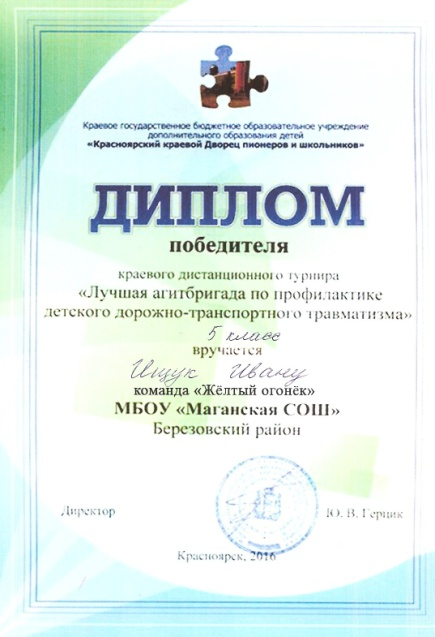 Краевое государственное бюджетное образовательное учреждение
дополнительного образования детей
«Красноярский краевой Дворец пионеров и школьников»
ДИПЛОМ
победителя
краевого дистанционного турнира
«Лучшая агитбригада по профилактике
детского дорожно-транспортного травматизма»
5 класс
вручается
Ищук Ивану
команда «Жёлтый огонёк»
МБОУ «Маганская СОШ»
Березовский район
Директор Ю. В. Герцик
Красноярск, 2016